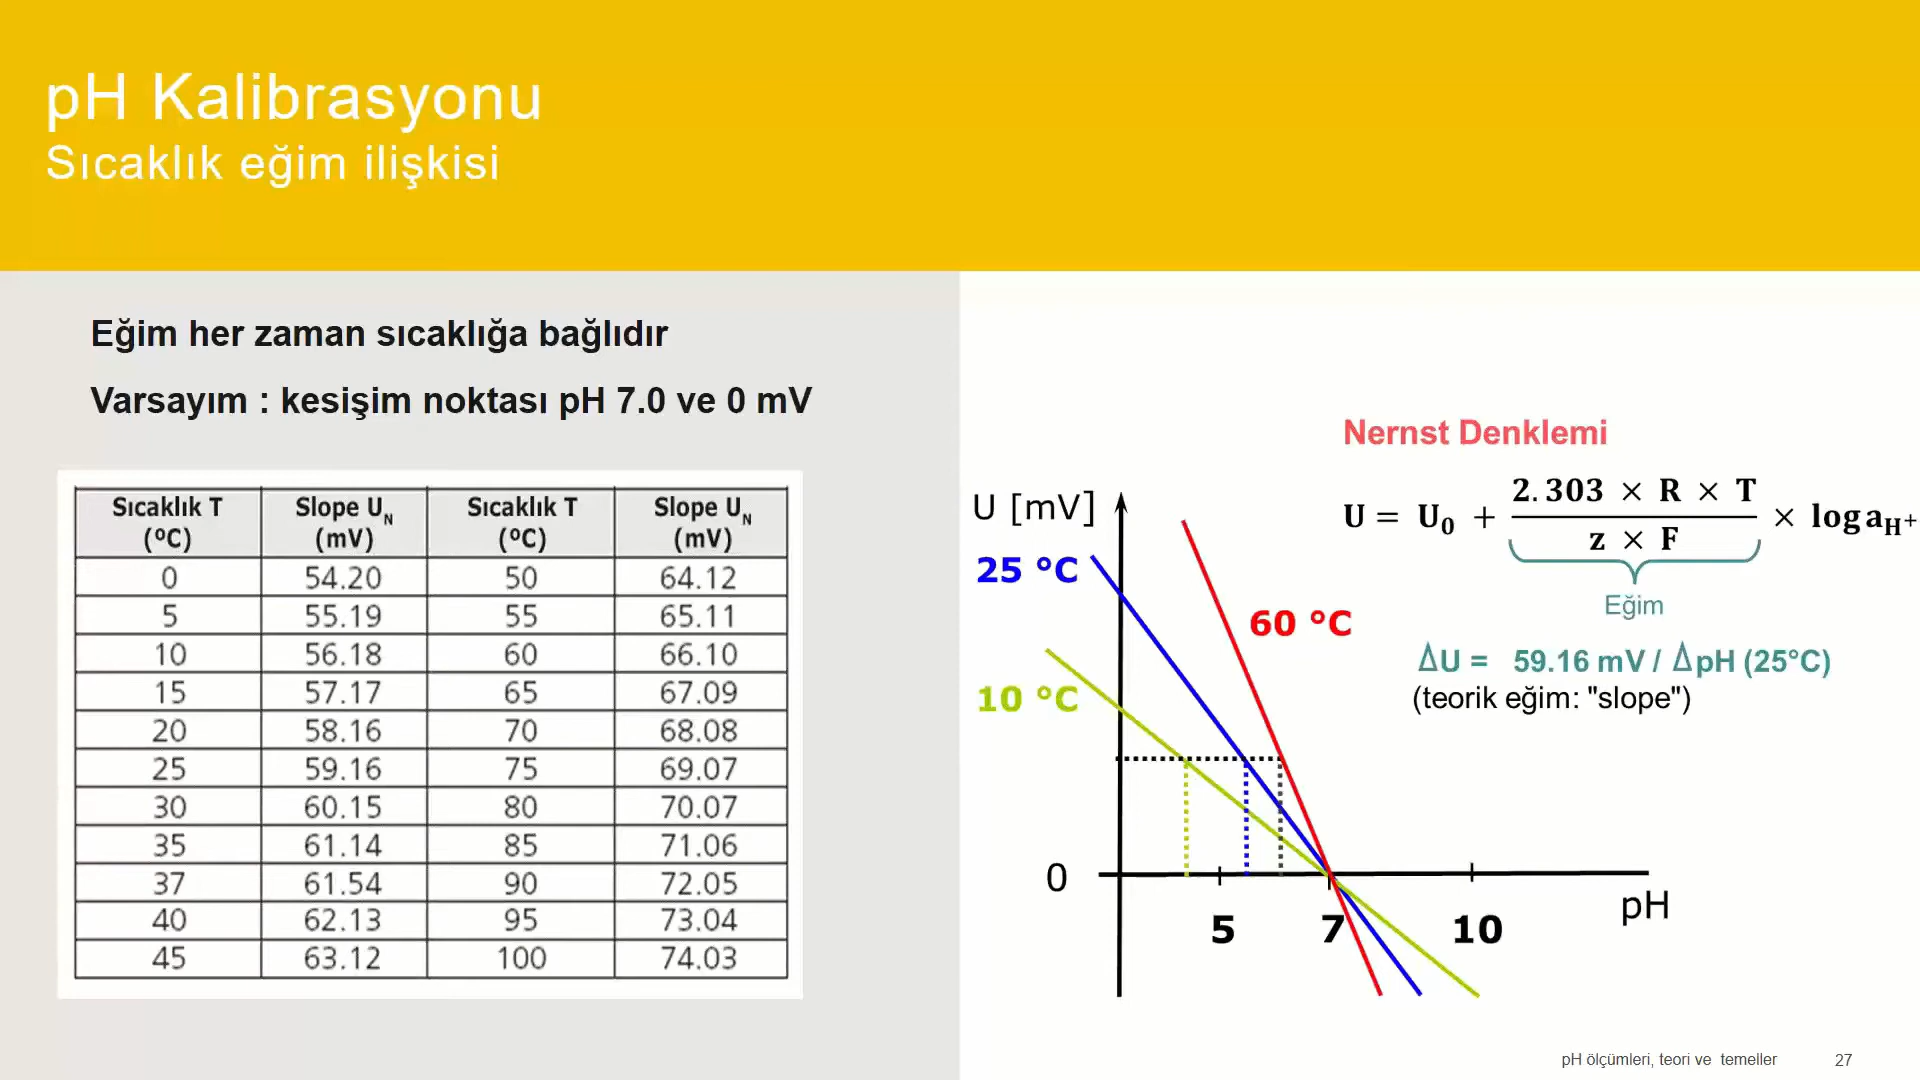 pH Kalibrasyonu
Sıcaklık eğim ilişkisi
Eğim her zaman sıcaklığa bağlıdır
Varsayım : kesişim noktası pH 7.0 ve 0 mV
Sıcaklık T (ºC) Slope U_N (mV) Sıcaklık T (ºC) Slope U_N (mV)
0 54.20 50 64.12
5 55.19 55 65.11
10 56.18 60 66.10
15 57.17 65 67.09
20 58.16 70 68.08
25 59.16 75 69.07
30 60.15 80 70.07
35 61.14 85 71.06
37 61.54 90 72.05
40 62.13 95 73.04
45 63.12 100 74.03
U [mV]
25 °C
60 °C
10 °C
0
5 7 10
pH
Nernst Denklemi
U = U₀ + 2.303 × R × T / z × F × log a_H⁺
Eğim
ΔU = 59.16 mV / ΔpH (25°C)
(teorik eğim: "slope")
pH ölçümleri, teori ve temeller 27